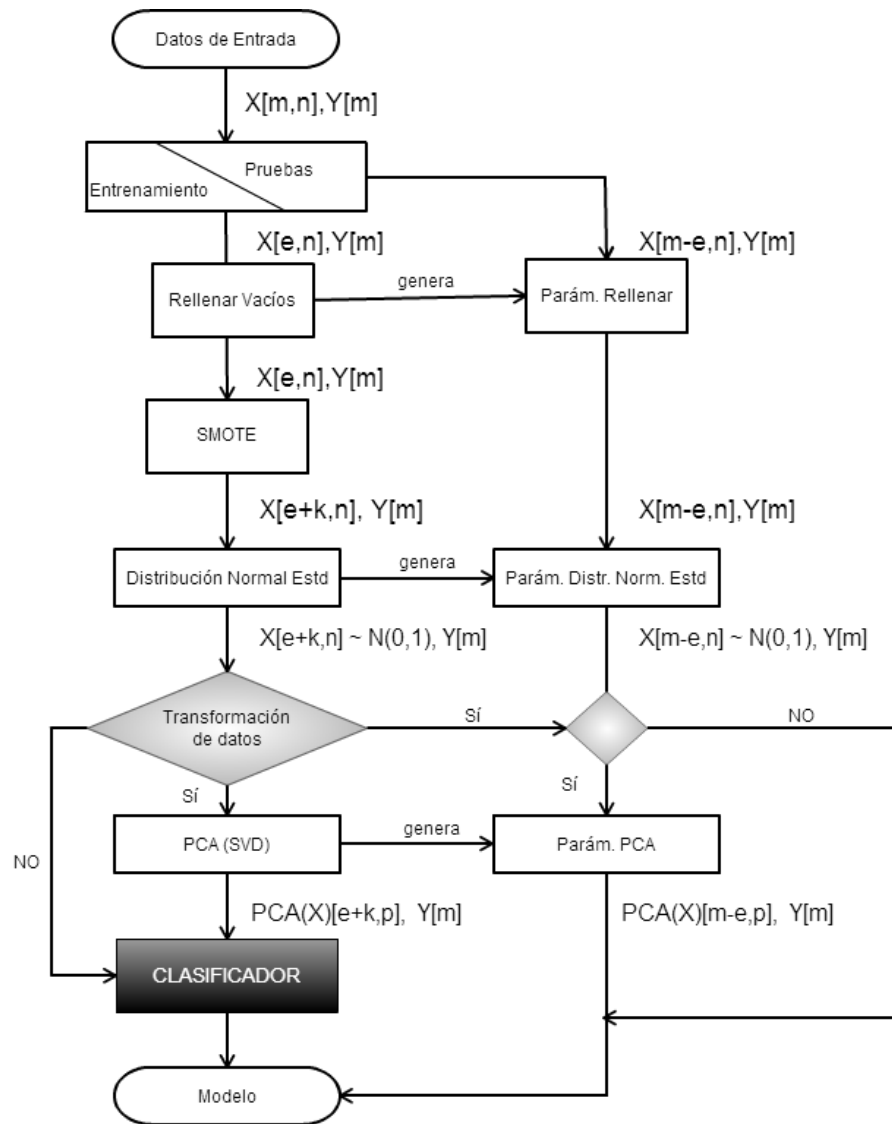 Datos de Entrada
X[m,n],Y[m]
Entrenamiento
Pruebas
X[e,n],Y[m]
X[m-e,n],Y[m]
Rellenar Vacíos
genera
Parám. Rellenar
X[e,n],Y[m]
SMOTE
X[e+k,n], Y[m]
X[m-e,n],Y[m]
Distribución Normal Estd
genera
Parám. Distr. Norm. Estd
X[e+k,n] ~ N(0,1), Y[m]
X[m-e,n] ~ N(0,1), Y[m]
Transformación
de datos
Sí
NO
Sí
Sí
PCA (SVD)
genera
Parám. PCA
NO
PCA(X)[e+k,p], Y[m]
PCA(X)[m-e,p], Y[m]
CLASIFICADOR
Modelo